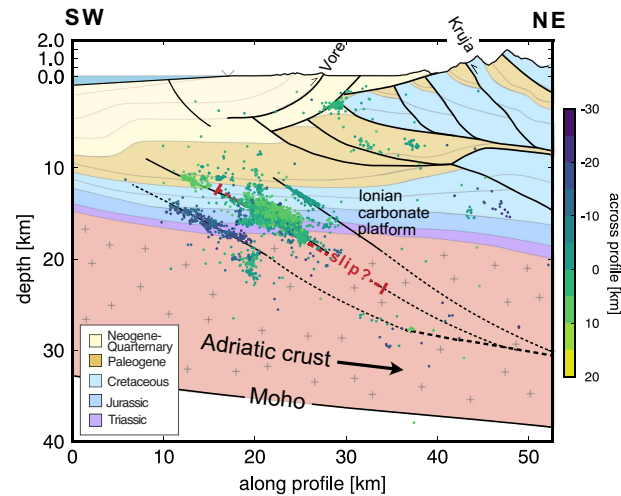 SW
NE
Vore
Kruja
2.0
1.0
0.0
10
20
30
40
depth [km]
Ionian
carbonate
platform
slip?
Adriatic crust
Moho
Neogene-
Quaternary
Paleogene
Cretaceous
Jurassic
Triassic
0
10
20
30
40
50
along profile [km]
-30
-20
-10
0
10
20
across profile [km]